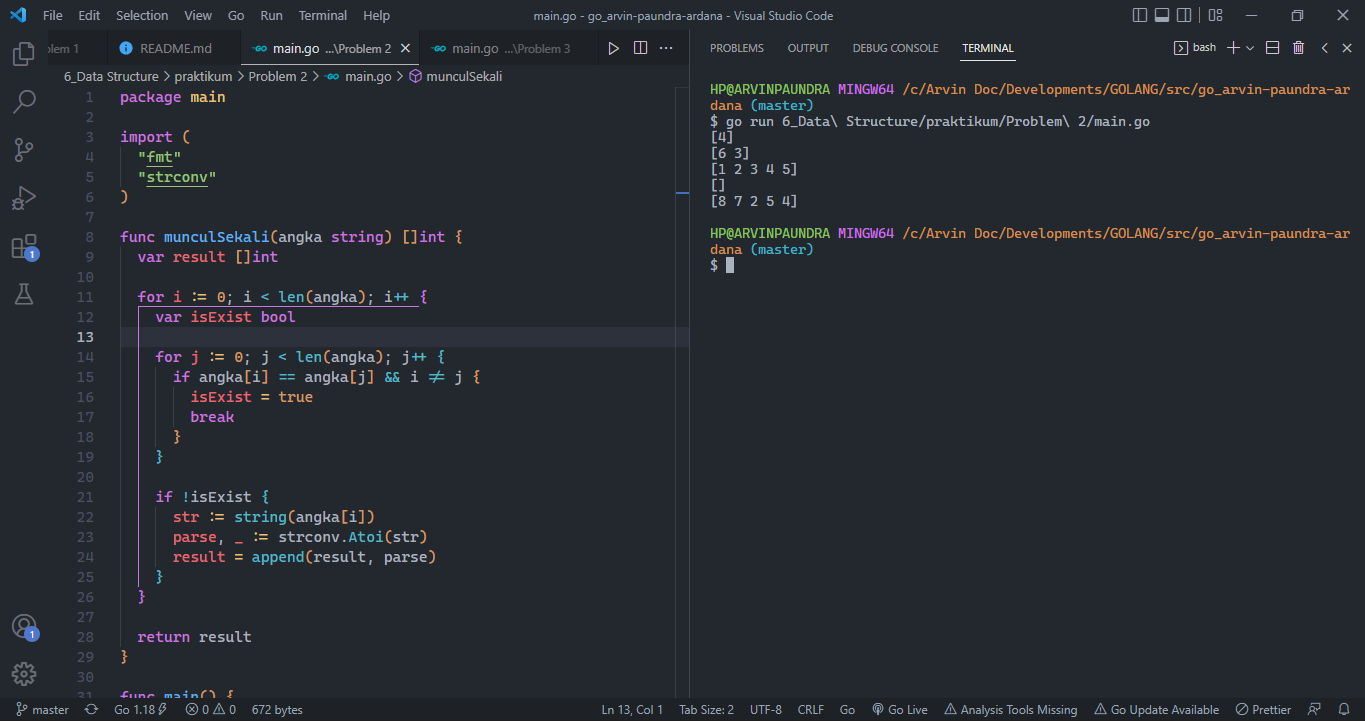 File Edit Selection View Go Run Terminal Help main.go - go_arvin-paundra-ardana - Visual Studio Code
README.md main.go ...\Problem 2 main.go ...\Problem 3
6_Data Structure > praktikum > Problem 2 > main.go > munculSekali
1 package main
2
3 import (
4 "fmt"
5 "strconv"
6 )
7
8 func munculSekali(angka string) []int {
9 var result []int
10
11 for i := 0; i < len(angka); i++ {
12 var isExist bool
13
14 for j := 0; j < len(angka); j++ {
15 if angka[i] == angka[j] && i != j {
16 isExist = true
17 break
18 }
19 }
20
21 if !isExist {
22 str := string(angka[i])
23 parse, _ := strconv.Atoi(str)
24 result = append(result, parse)
25 }
26 }
27
28 return result
29 }
30
31 func main() {
PROBLEMS OUTPUT DEBUG CONSOLE TERMINAL bash
HP@ARVINPAUNDRA MINGW64 /c/Arvin Doc/Developments/GOLANG/src/go_arvin-paundra-ar
dana (master)
$ go run 6_Data\ Structure/praktikum/Problem\ 2/main.go
[4]
[6 3]
[1 2 3 4 5]
[]
[8 7 2 5 4]
HP@ARVINPAUNDRA MINGW64 /c/Arvin Doc/Developments/GOLANG/src/go_arvin-paundra-ar
dana (master)
$
1
1
master Go 1.18 0 0 672 bytes Ln 13, Col 1 Tab Size: 2 UTF-8 CRLF Go Go Live Analysis Tools Missing Go Update Available Prettier